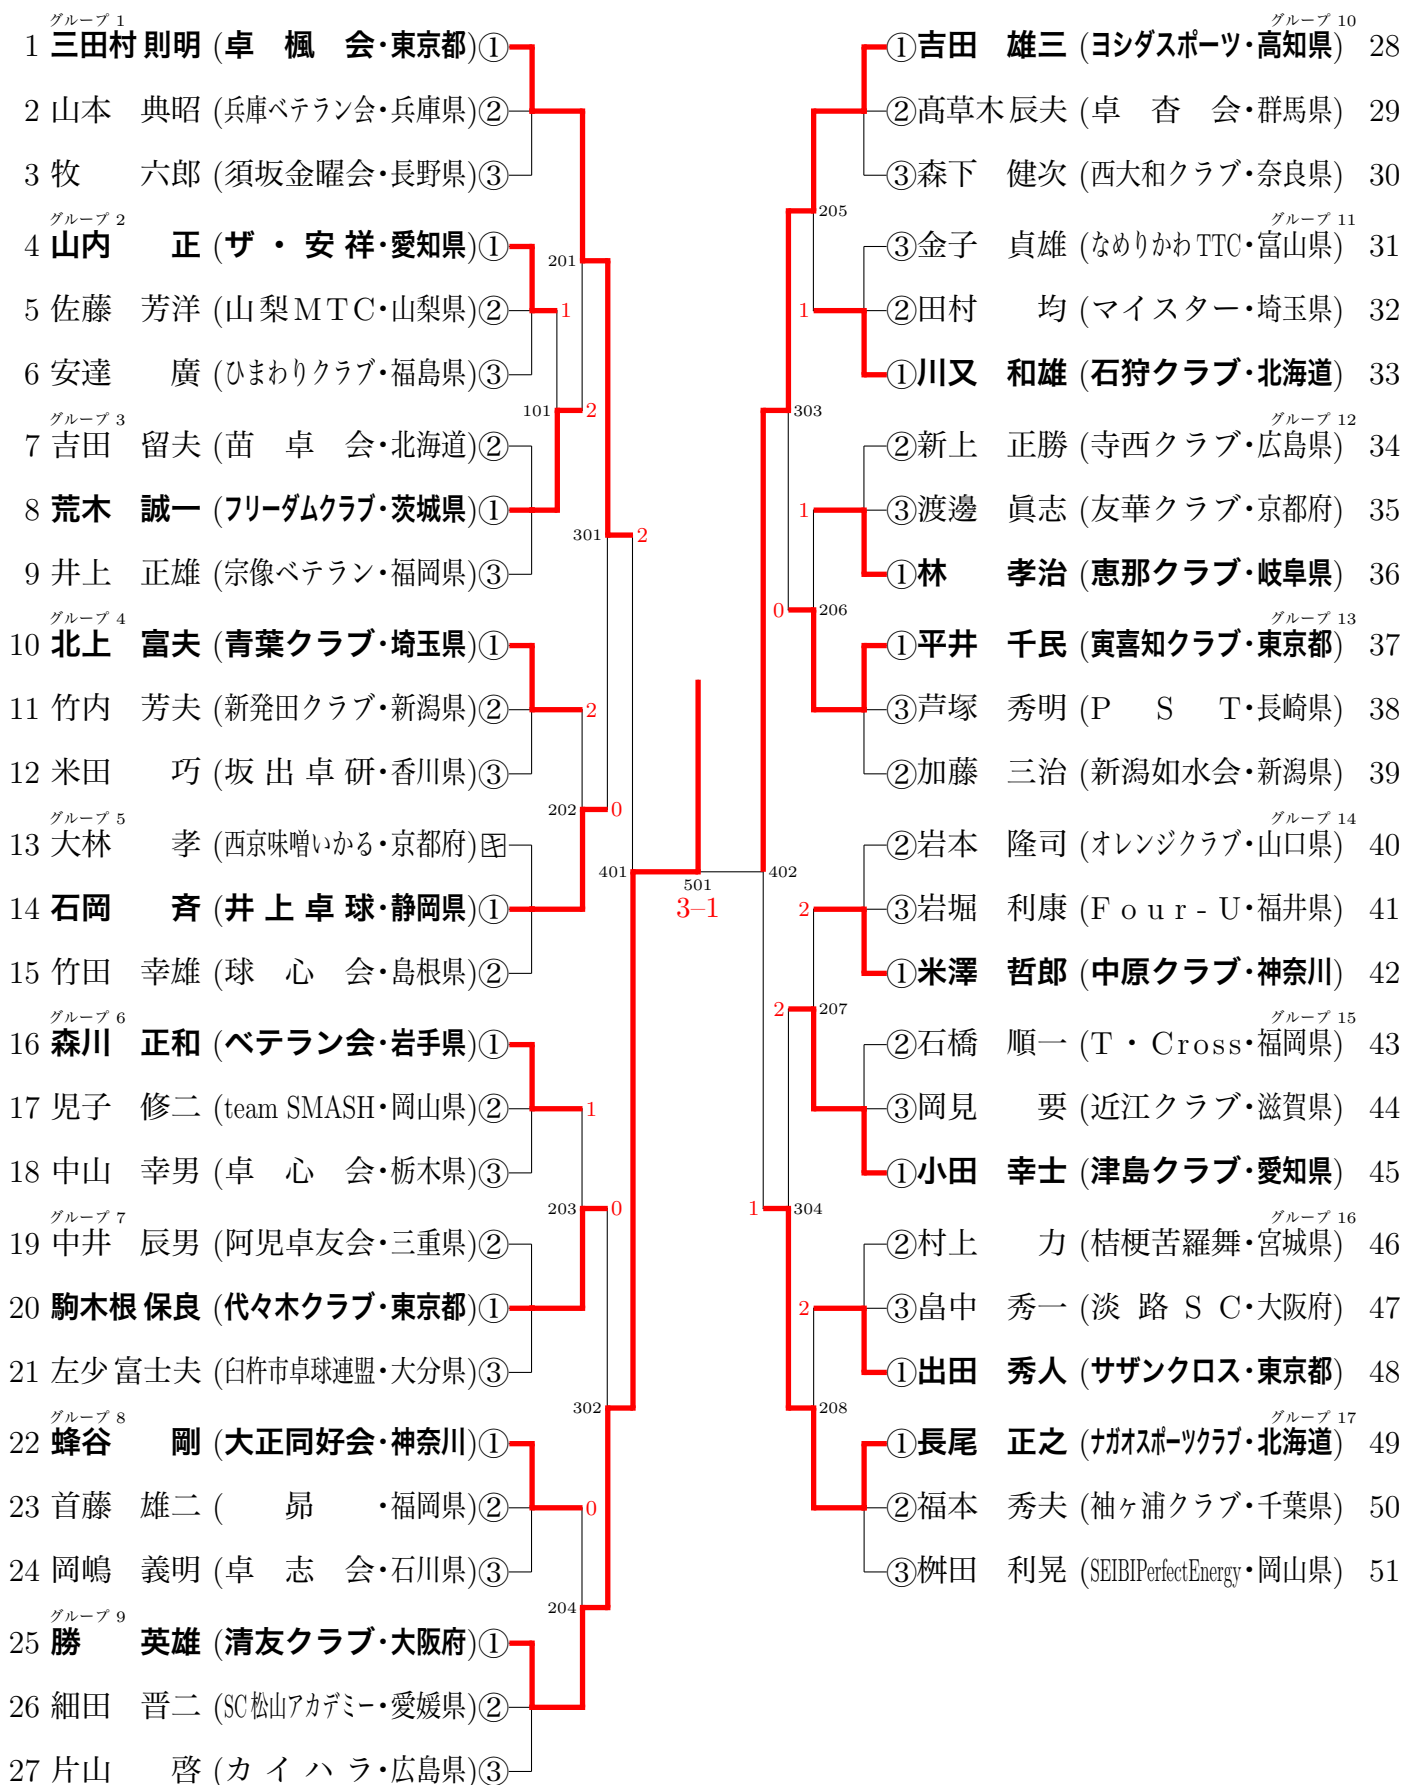 グループ 1
1 三田村 則明 (卓 楓 会・東京都) ①
2 山本 典昭 (兵庫ベテラン会・兵庫県) ②
3 牧 六郎 (須坂金曜会・長野県) ③
グループ 2
4 山内 正 (ザ・安祥・愛知県) ①
201
5 佐藤 芳洋 (山梨MTC・山梨県) ②
1
6 安達 廣 (ひまわりクラブ・福島県) ③
101
2
グループ 3
7 吉田 留夫 (苗 卓 会・北海道) ②
8 荒木 誠一 (フリーダムクラブ・茨城県) ①
301
2
9 井上 正雄 (宗像ベテラン・福岡県) ③
グループ 4
10 北上 富夫 (青葉クラブ・埼玉県) ①
11 竹内 芳夫 (新発田クラブ・新潟県) ②
2
12 米田 巧 (坂出卓研・香川県) ③
202
0
グループ 5
13 大林 孝 (西京味噌いかる・京都府) キ
401
14 石岡 斉 (井上卓球・静岡県) ①
15 竹田 幸雄 (球 心 会・島根県) ②
グループ 6
16 森川 正和 (ベテラン会・岩手県) ①
17 児子 修二 (team SMASH・岡山県) ②
1
18 中山 幸男 (卓 心 会・栃木県) ③
203
0
グループ 7
19 中井 辰男 (阿児卓友会・三重県) ②
20 駒木根 保良 (代々木クラブ・東京都) ①
21 左少 富士夫 (臼杵市卓球連盟・大分県) ③
302
グループ 8
22 蜂谷 剛 (大正同好会・神奈川) ①
23 首藤 雄二 (昴・福岡県) ②
0
24 岡嶋 義明 (卓 志 会・石川県) ③
204
グループ 9
25 勝 英雄 (清友クラブ・大阪府) ①
26 細田 晋二 (SC松山アカデミー・愛媛県) ②
27 片山 啓 (カイハラ・広島県) ③
501
3–1
グループ 10
①吉田 雄三 (ヨシダスポーツ・高知県) 28
②髙草木 辰夫 (卓 杳 会・群馬県) 29
③森下 健次 (西大和クラブ・奈良県) 30
205
グループ 11
③金子 貞雄 (なめりかわTTC・富山県) 31
1
②田村 均 (マイスター・埼玉県) 32
①川又 和雄 (石狩クラブ・北海道) 33
303
グループ 12
②新上 正勝 (寺西クラブ・広島県) 34
1
③渡邊 眞志 (友華クラブ・京都府) 35
①林 孝治 (恵那クラブ・岐阜県) 36
0
206
グループ 13
①平井 千民 (寅喜知クラブ・東京都) 37
③芦塚 秀明 (P S T・長崎県) 38
②加藤 三治 (新潟如水会・新潟県) 39
グループ 14
②岩本 隆司 (オレンジクラブ・山口県) 40
402
2
③岩堀 利康 (Four-U・福井県) 41
①米澤 哲郎 (中原クラブ・神奈川) 42
2
207
グループ 15
②石橋 順一 (T・Cross・福岡県) 43
③岡見 要 (近江クラブ・滋賀県) 44
①小田 幸士 (津島クラブ・愛知県) 45
1
304
グループ 16
②村上 力 (桔梗苦羅舞・宮城県) 46
2
③畠中 秀一 (淡路SC・大阪府) 47
①出田 秀人 (サザンクロス・東京都) 48
208
グループ 17
①長尾 正之 (ナガオスポーツクラブ・北海道) 49
②福本 秀夫 (袖ヶ浦クラブ・千葉県) 50
③桝田 利晃 (SEIBIPerfectEnergy・岡山県) 51